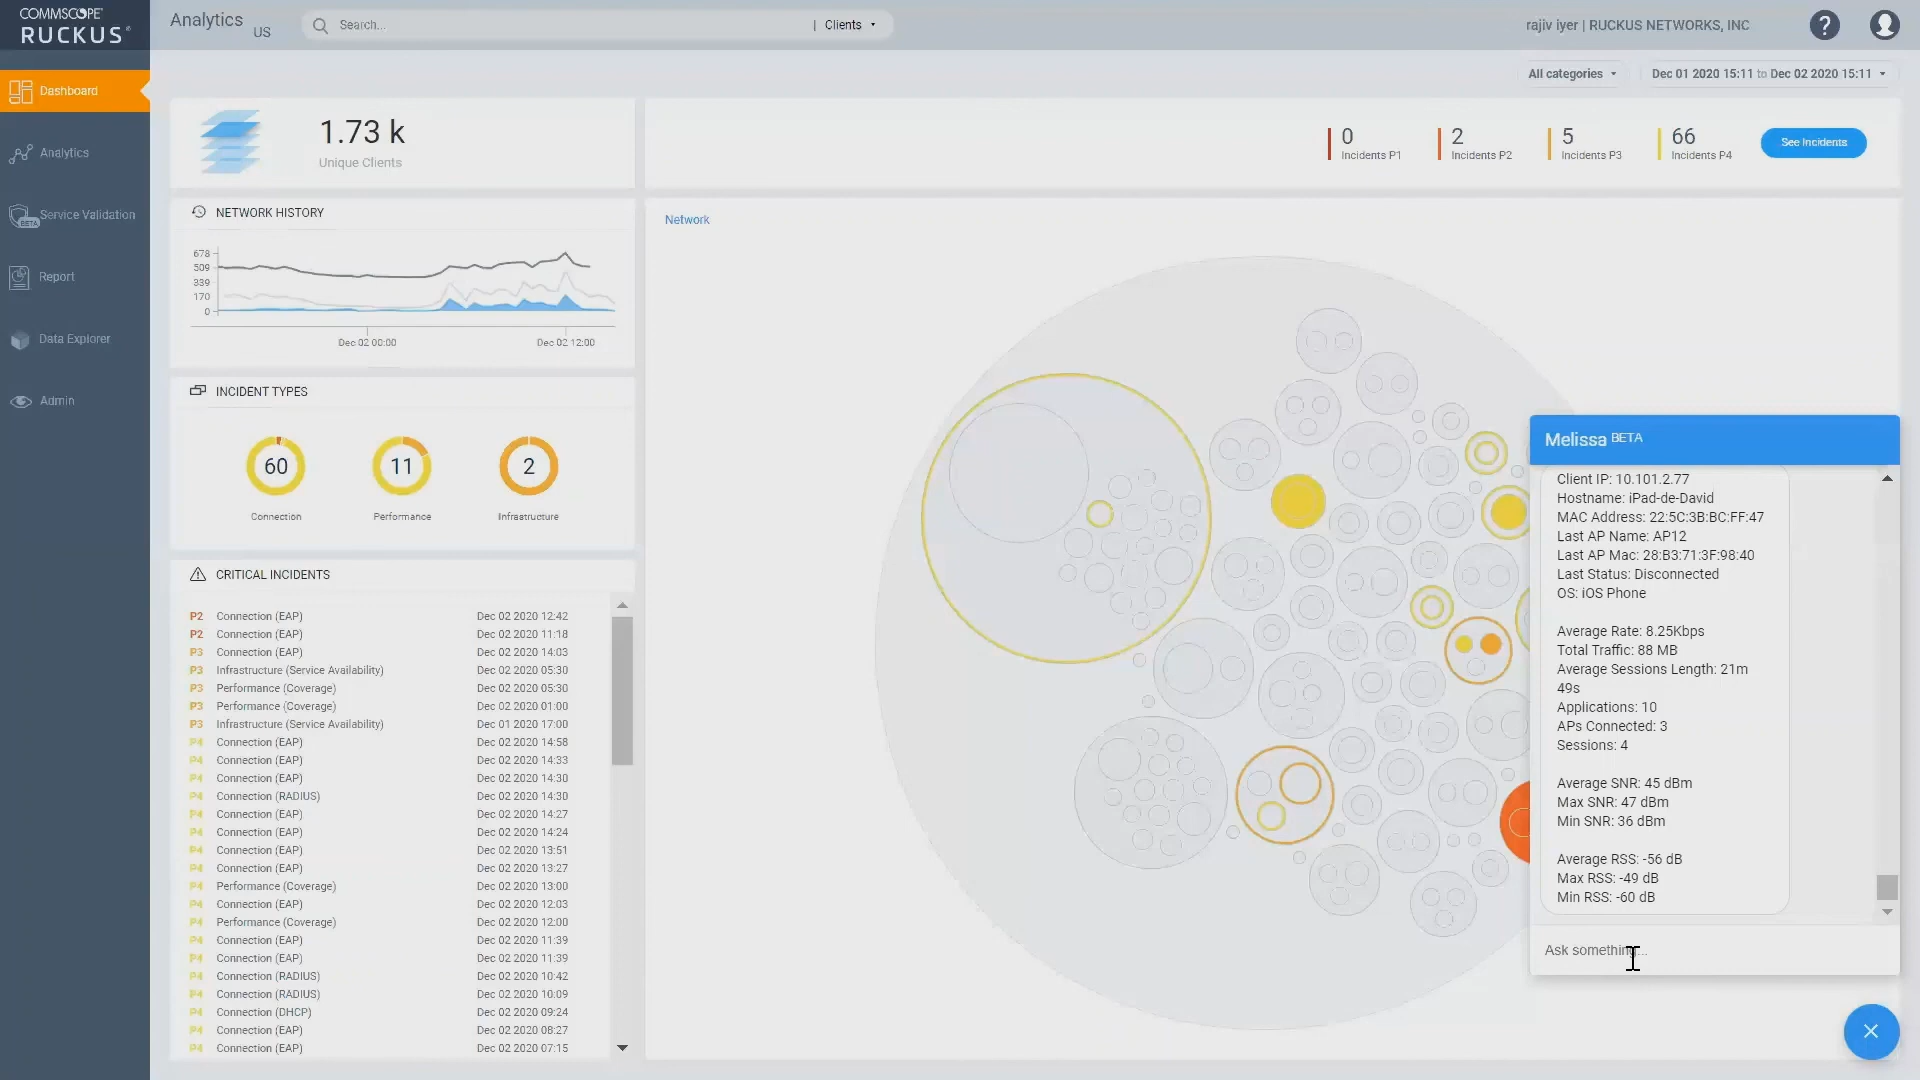 COMMSCOPE
RUCKUS
Analytics
US
Search...
| Clients
rajiv iyer | RUCKUS NETWORKS, INC
?
Dashboard
Analytics
Service Validation
BETA
Report
Data Explorer
Admin
All categories
Dec 01 2020 15:11 to Dec 02 2020 15:11
1.73 k
Unique Clients
0
Incidents P1
2
Incidents P2
5
Incidents P3
66
Incidents P4
See Incidents
NETWORK HISTORY
678
509
339
170
0
Dec 02 00:00
Dec 02 12:00
INCIDENT TYPES
60
11
2
Connection
Performance
Infrastructure
CRITICAL INCIDENTS
P2 Connection (EAP) Dec 02 2020 12:42
P2 Connection (EAP) Dec 02 2020 11:18
P3 Connection (EAP) Dec 02 2020 14:03
P3 Infrastructure (Service Availability) Dec 02 2020 05:30
P3 Performance (Coverage) Dec 02 2020 05:30
P3 Performance (Coverage) Dec 02 2020 01:00
P3 Infrastructure (Service Availability) Dec 01 2020 17:00
P4 Connection (EAP) Dec 02 2020 14:58
P4 Connection (EAP) Dec 02 2020 14:33
P4 Connection (EAP) Dec 02 2020 14:30
P4 Connection (RADIUS) Dec 02 2020 14:30
P4 Connection (EAP) Dec 02 2020 14:27
P4 Connection (EAP) Dec 02 2020 14:24
P4 Connection (EAP) Dec 02 2020 13:51
P4 Connection (EAP) Dec 02 2020 13:27
P4 Performance (Coverage) Dec 02 2020 13:00
P4 Connection (EAP) Dec 02 2020 12:03
P4 Performance (Coverage) Dec 02 2020 12:00
P4 Connection (EAP) Dec 02 2020 11:39
P4 Connection (EAP) Dec 02 2020 11:39
P4 Connection (RADIUS) Dec 02 2020 10:42
P4 Connection (RADIUS) Dec 02 2020 10:09
P4 Connection (DHCP) Dec 02 2020 09:24
P4 Connection (EAP) Dec 02 2020 08:27
P4 Connection (EAP) Dec 02 2020 07:15
Network
Melissa BETA
Client IP: 10.101.2.77
Hostname: iPad-de-David
MAC Address: 22:5C:3B:BC:FF:47
Last AP Name: AP12
Last AP Mac: 28:B3:71:3F:98:40
Last Status: Disconnected
OS: iOS Phone
Average Rate: 8.25Kbps
Total Traffic: 88 MB
Average Sessions Length: 21m
49s
Applications: 10
APs Connected: 3
Sessions: 4
Average SNR: 45 dBm
Max SNR: 47 dBm
Min SNR: 36 dBm
Average RSS: -56 dB
Max RSS: -49 dB
Min RSS: -60 dB
Ask something...